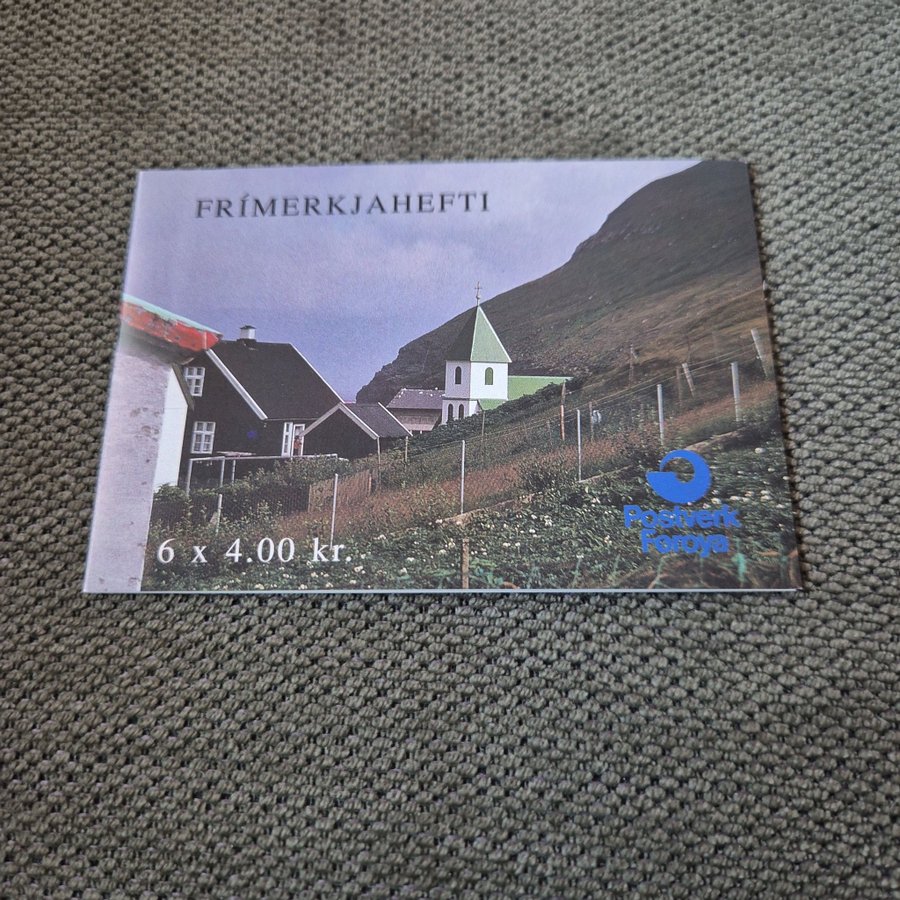 FRÍMERKJAHEFTI
6 x 4.00 kr.
Postverk
Føroya